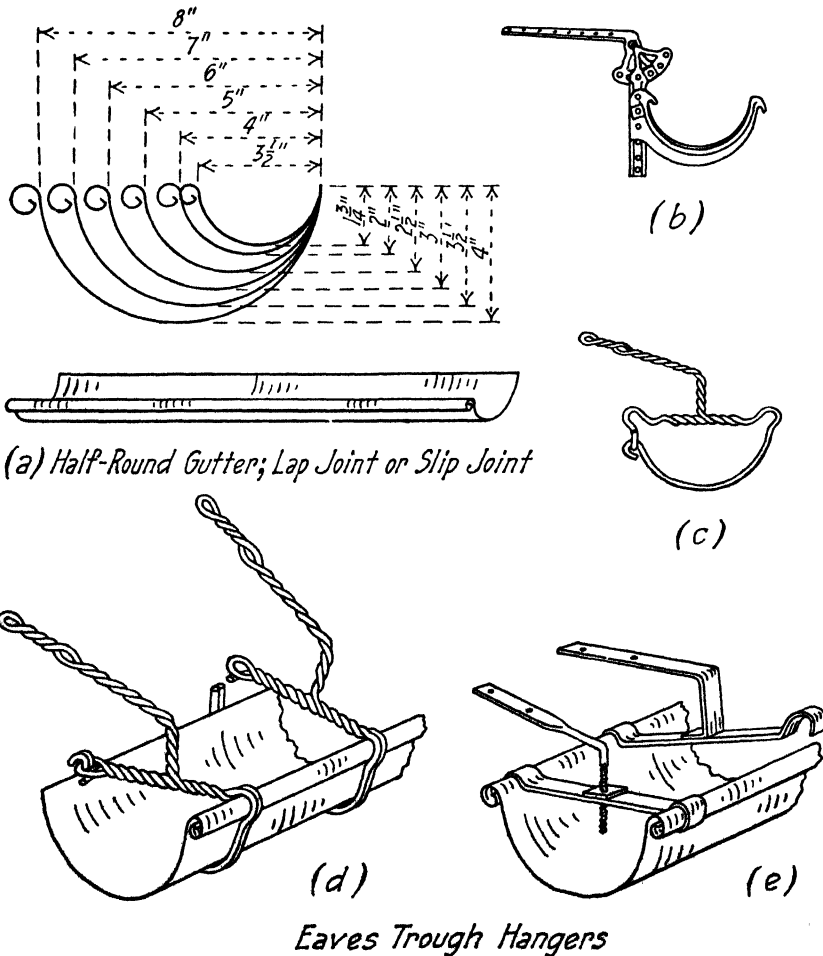 8"
7"
6"
5"
4"
3½"
1¾"
2"
2½"
3"
3½"
4"
(b)
(a) Half-Round Gutter; Lap Joint or Slip Joint
(c)
(d)
(e)
Eaves Trough Hangers